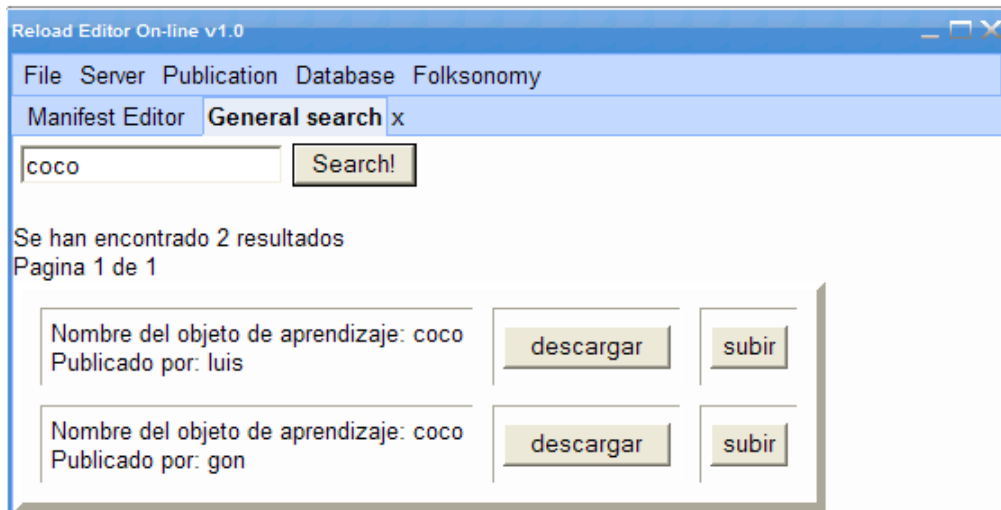 Reload Editor On-line v1.0
File Server Publication Database Folksonomy
Manifest Editor General search x
coco Search!
Se han encontrado 2 resultados
Pagina 1 de 1
Nombre del objeto de aprendizaje: coco
Publicado por: luis
descargar subir
Nombre del objeto de aprendizaje: coco
Publicado por: gon
descargar subir